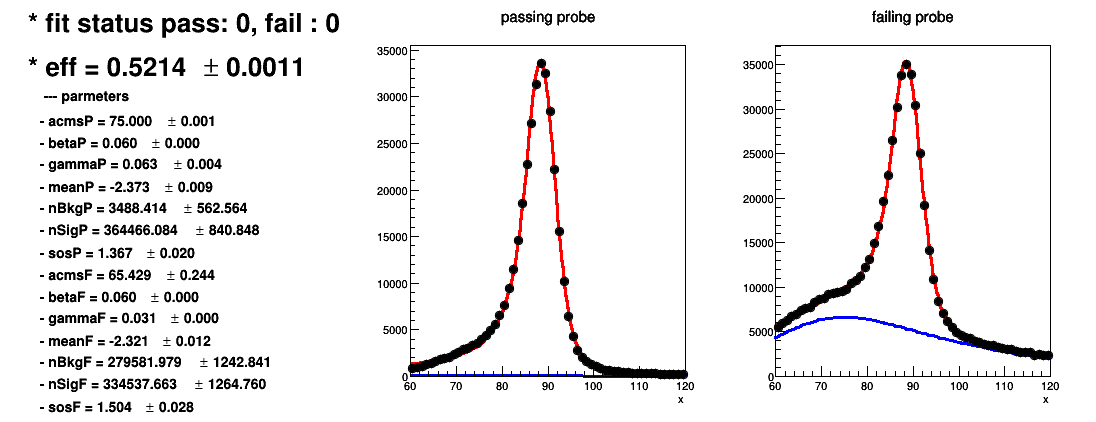 * fit status pass: 0, fail : 0
* eff = 0.5214 ± 0.0011
--- parmeters
- acmsP = 75.000 ± 0.001
- betaP = 0.060 ± 0.000
- gammaP = 0.063 ± 0.004
- meanP = -2.373 ± 0.009
- nBkgP = 3488.414 ± 562.564
- nSigP = 364466.084 ± 840.848
- sosP = 1.367 ± 0.020
- acmsF = 65.429 ± 0.244
- betaF = 0.060 ± 0.000
- gammaF = 0.031 ± 0.000
- meanF = -2.321 ± 0.012
- nBkgF = 279581.979 ± 1242.841
- nSigF = 334537.663 ± 1264.760
- sosF = 1.504 ± 0.028
passing probe
35000
30000
25000
20000
15000
10000
5000
0
60 70 80 90 100 110 120
x
failing probe
35000
30000
25000
20000
15000
10000
5000
0
60 70 80 90 100 110 120
x